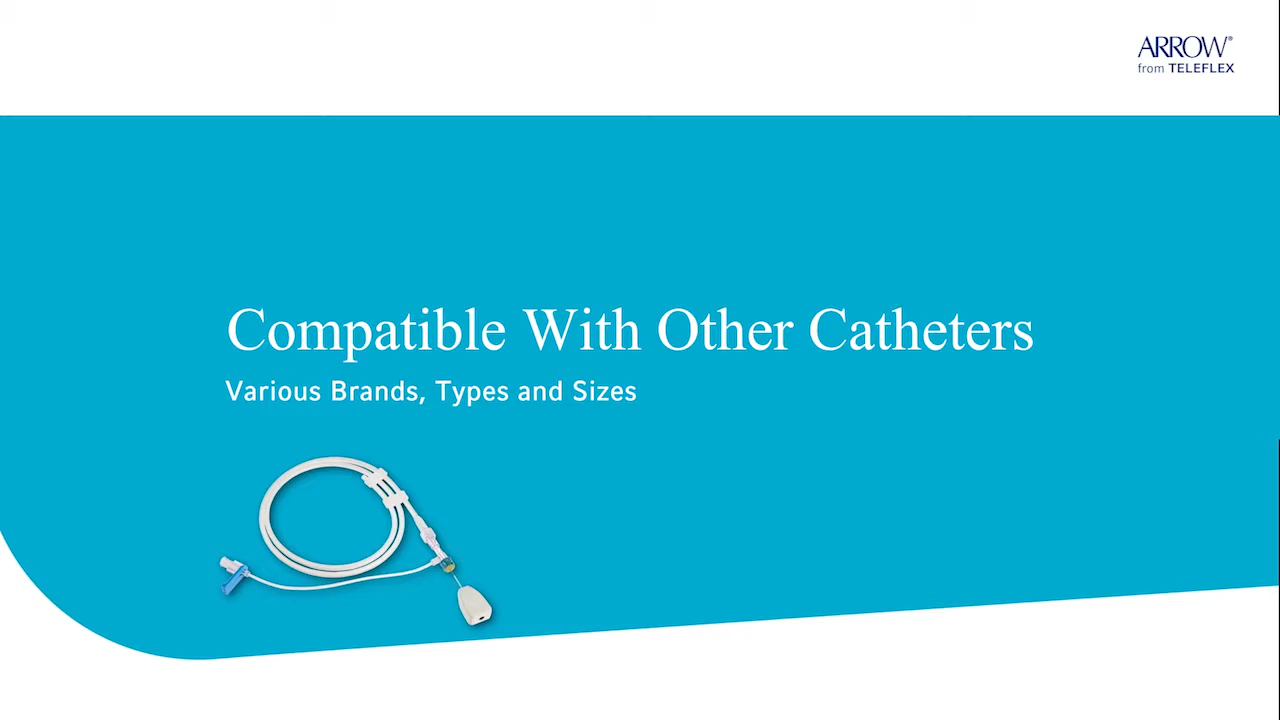 ARROW®
from TELEFLEX
Compatible With Other Catheters
Various Brands, Types and Sizes